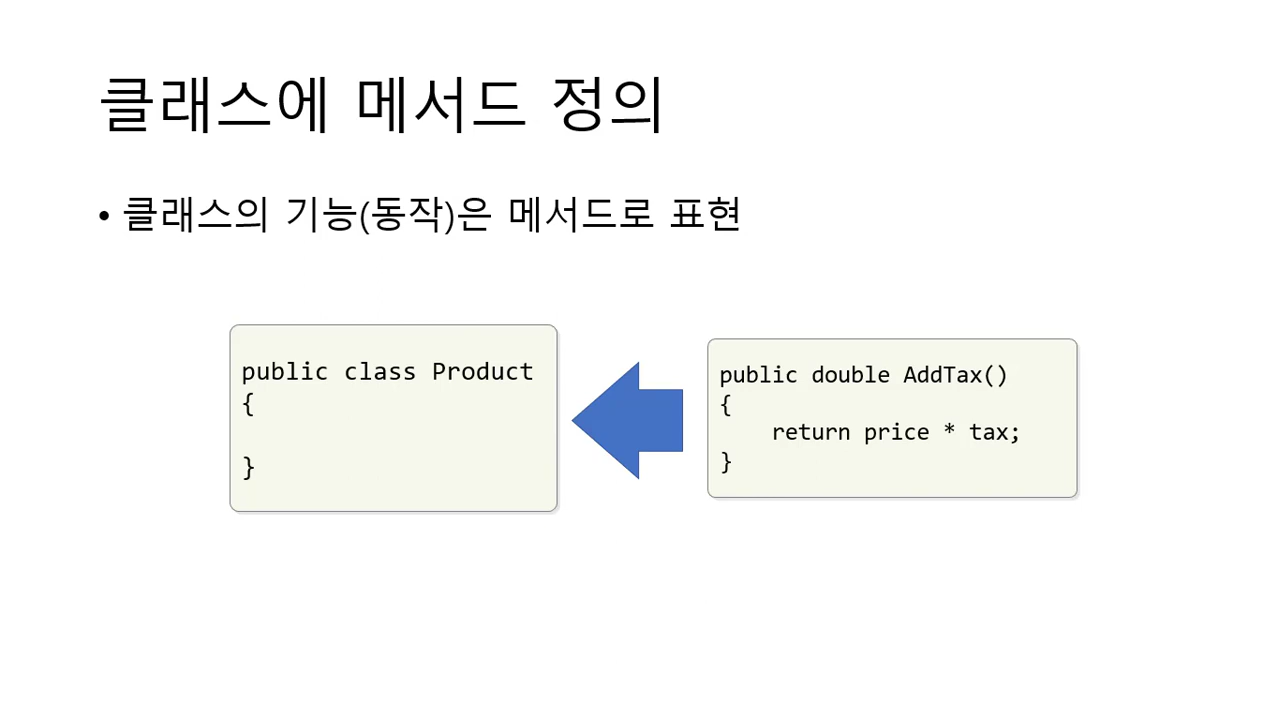 클래스에 메서드 정의
• 클래스의 기능(동작)은 메서드로 표현
public class Product
{
}
public double AddTax()
{
    return price * tax;
}